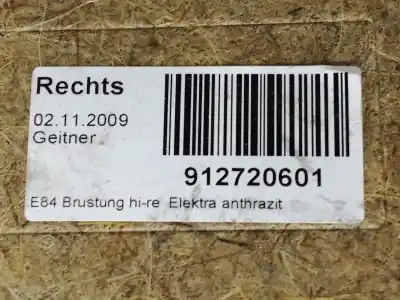 Rechts
02.11.2009
Geitner
912720601
E84 Brustung hi-re Elektra anthrazit